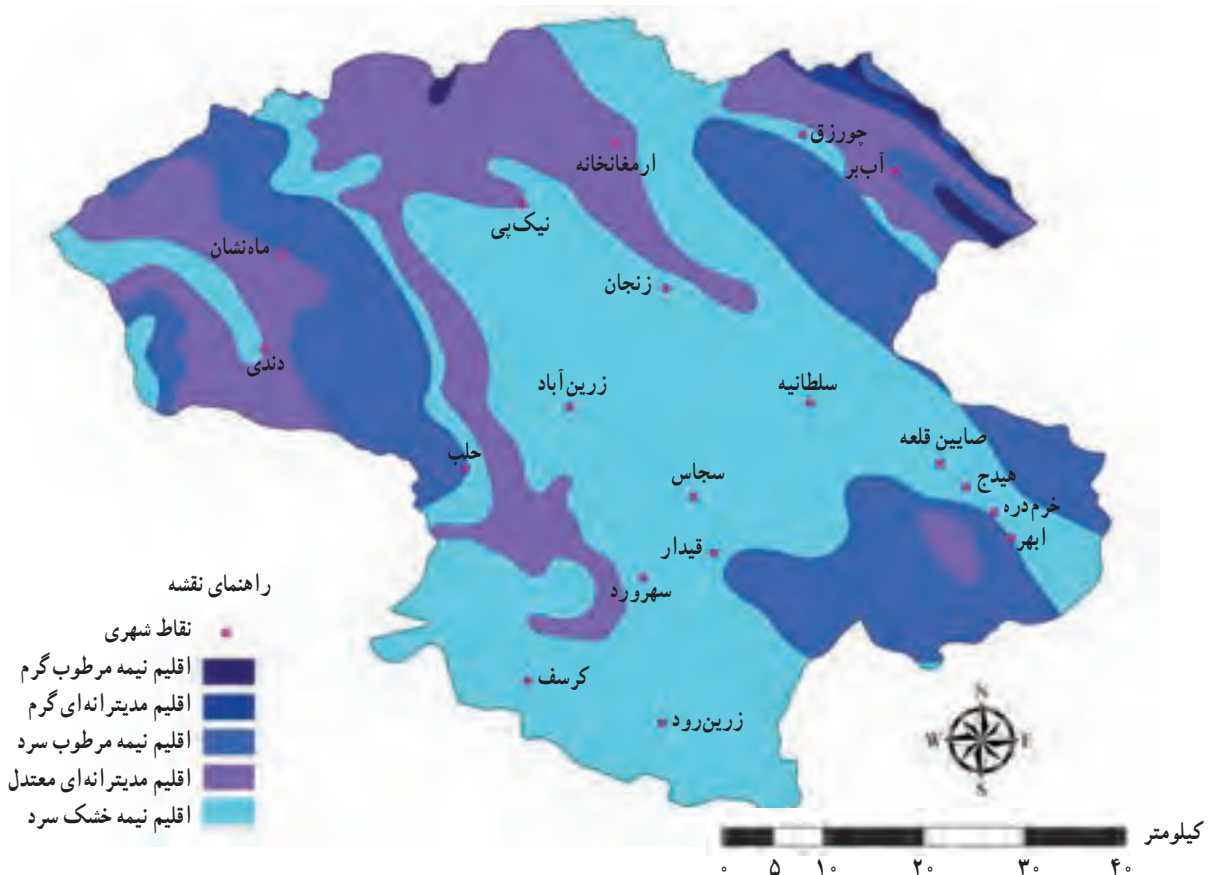 چورزق
آب‌بر
ارمغانخانه
نیک‌پی
ماه‌نشان
زنجان
دندی
زرین‌آباد
سلطانیه
صایین قلعه
حلب
هیدج
سجاس
خرم‌دره
ابهر
قیدار
سهرورد
کرسف
زرین‌رود
راهنمای نقشه
نقاط شهری
اقلیم نیمه مرطوب گرم
اقلیم مدیترانه‌ای گرم
اقلیم نیمه مرطوب سرد
اقلیم مدیترانه‌ای معتدل
اقلیم نیمه خشک سرد
N
W E
S
کیلومتر
۰ ۵ ۱۰ ۲۰ ۳۰ ۴۰